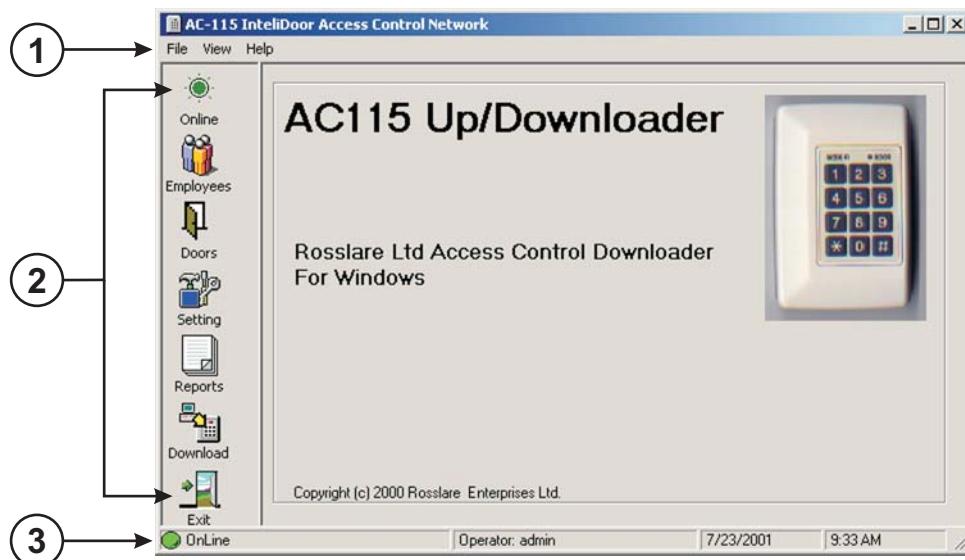 AC-115 InteliDoor Access Control Network
1
File View Help
Online
Employees
Doors
Setting
Reports
Download
Exit
2
AC115 Up/Downloader
Rosslare Ltd Access Control Downloader
For Windows
1 2 3
4 5 6
7 8 9
* 0 #
Copyright (c) 2000 Rosslare Enterprises Ltd.
3
OnLine Operator: admin 7/23/2001 9:33 AM